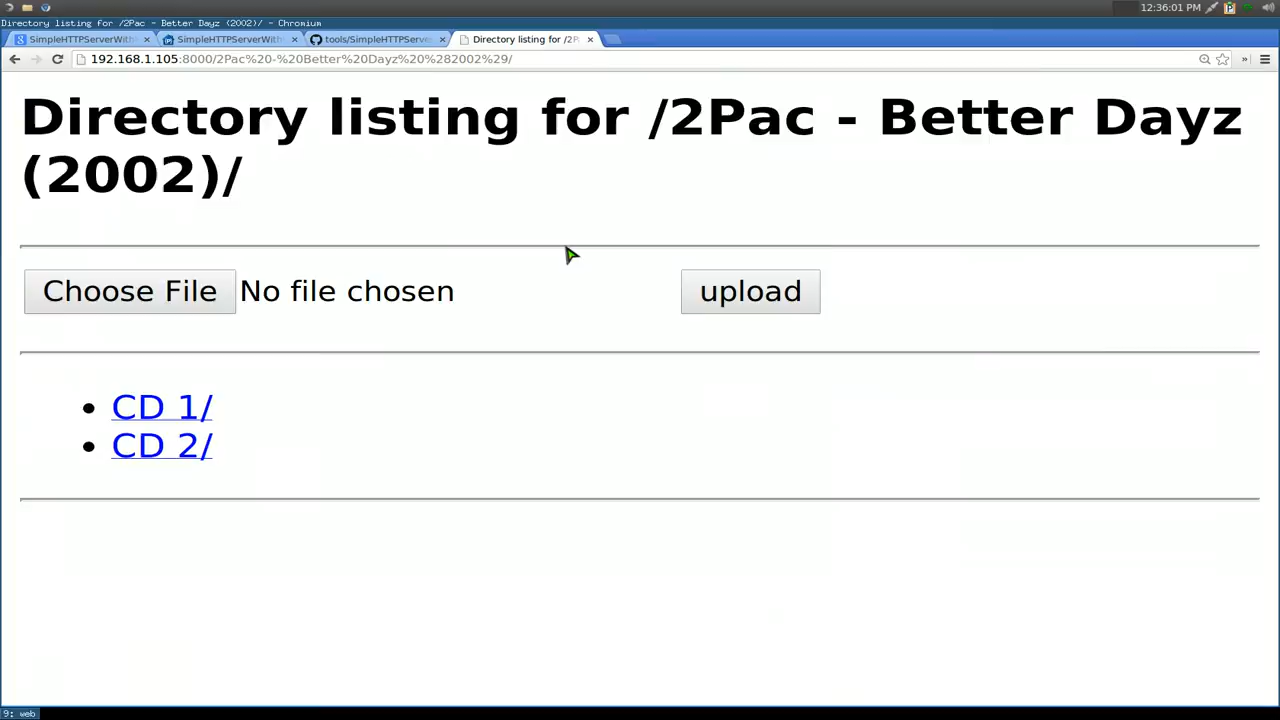 12:36:01 PM
Directory listing for /2Pac - Better Dayz (2002)/ - Chromium
SimpleHTTPServerWith
SimpleHTTPServerWith
tools/SimpleHTTPServe
Directory listing for /2P
192.168.1.105:8000/2Pac%20-%20Better%20Dayz%20%282002%29/
Directory listing for /2Pac - Better Dayz
(2002)/
Choose File No file chosen upload
CD 1/
CD 2/
9: web